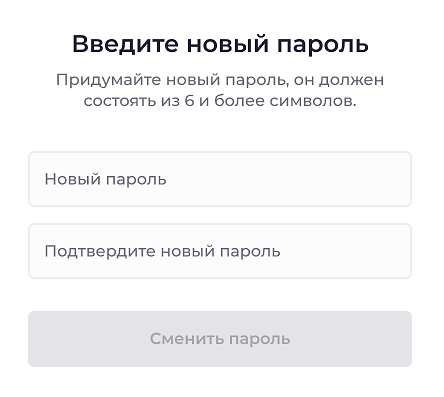 Введите новый пароль
Придумайте новый пароль, он должен
состоять из 6 и более символов.
Новый пароль
Подтвердите новый пароль
Сменить пароль